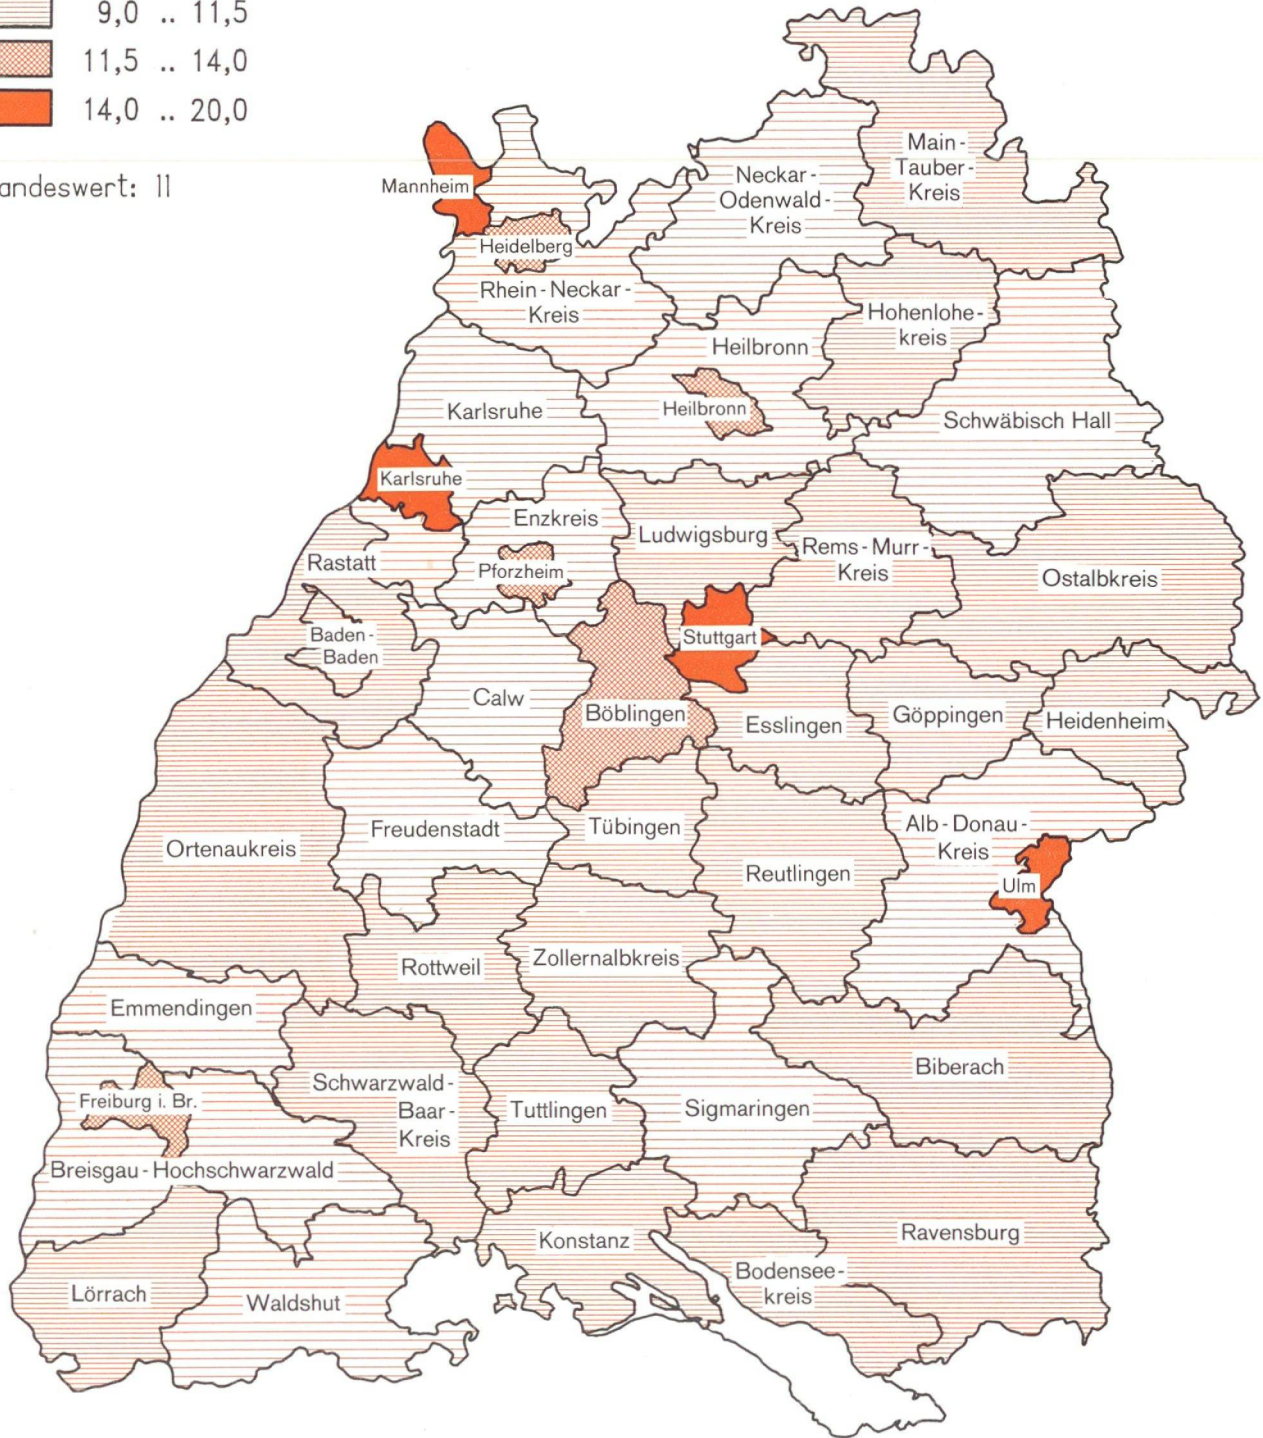 9,0 .. 11,5
11,5 .. 14,0
14,0 .. 20,0
andeswert: 11
Main-
Tauber-
Kreis
Neckar-
Odenwald-
Kreis
Mannheim
Heidelberg
Rhein-Neckar-
Kreis
Hohenlohe-
kreis
Heilbronn
Karlsruhe
Heilbronn
Schwäbisch Hall
Karlsruhe
Enzkreis
Ludwigsburg
Rems-Murr-
Kreis
Rastatt
Pforzheim
Ostalbkreis
Baden-
Baden
Stuttgart
Calw
Böblingen
Esslingen
Göppingen
Heidenheim
Freudenstadt
Tübingen
Alb-Donau-
Kreis
Ortenaukreis
Reutlingen
Ulm
Rottweil
Zollernalbkreis
Emmendingen
Biberach
Schwarzwald-
Baar-
Kreis
Freiburg i. Br.
Tuttlingen
Sigmaringen
Breisgau-Hochschwarzwald
Konstanz
Ravensburg
Bodensee-
kreis
Lörrach
Waldshut